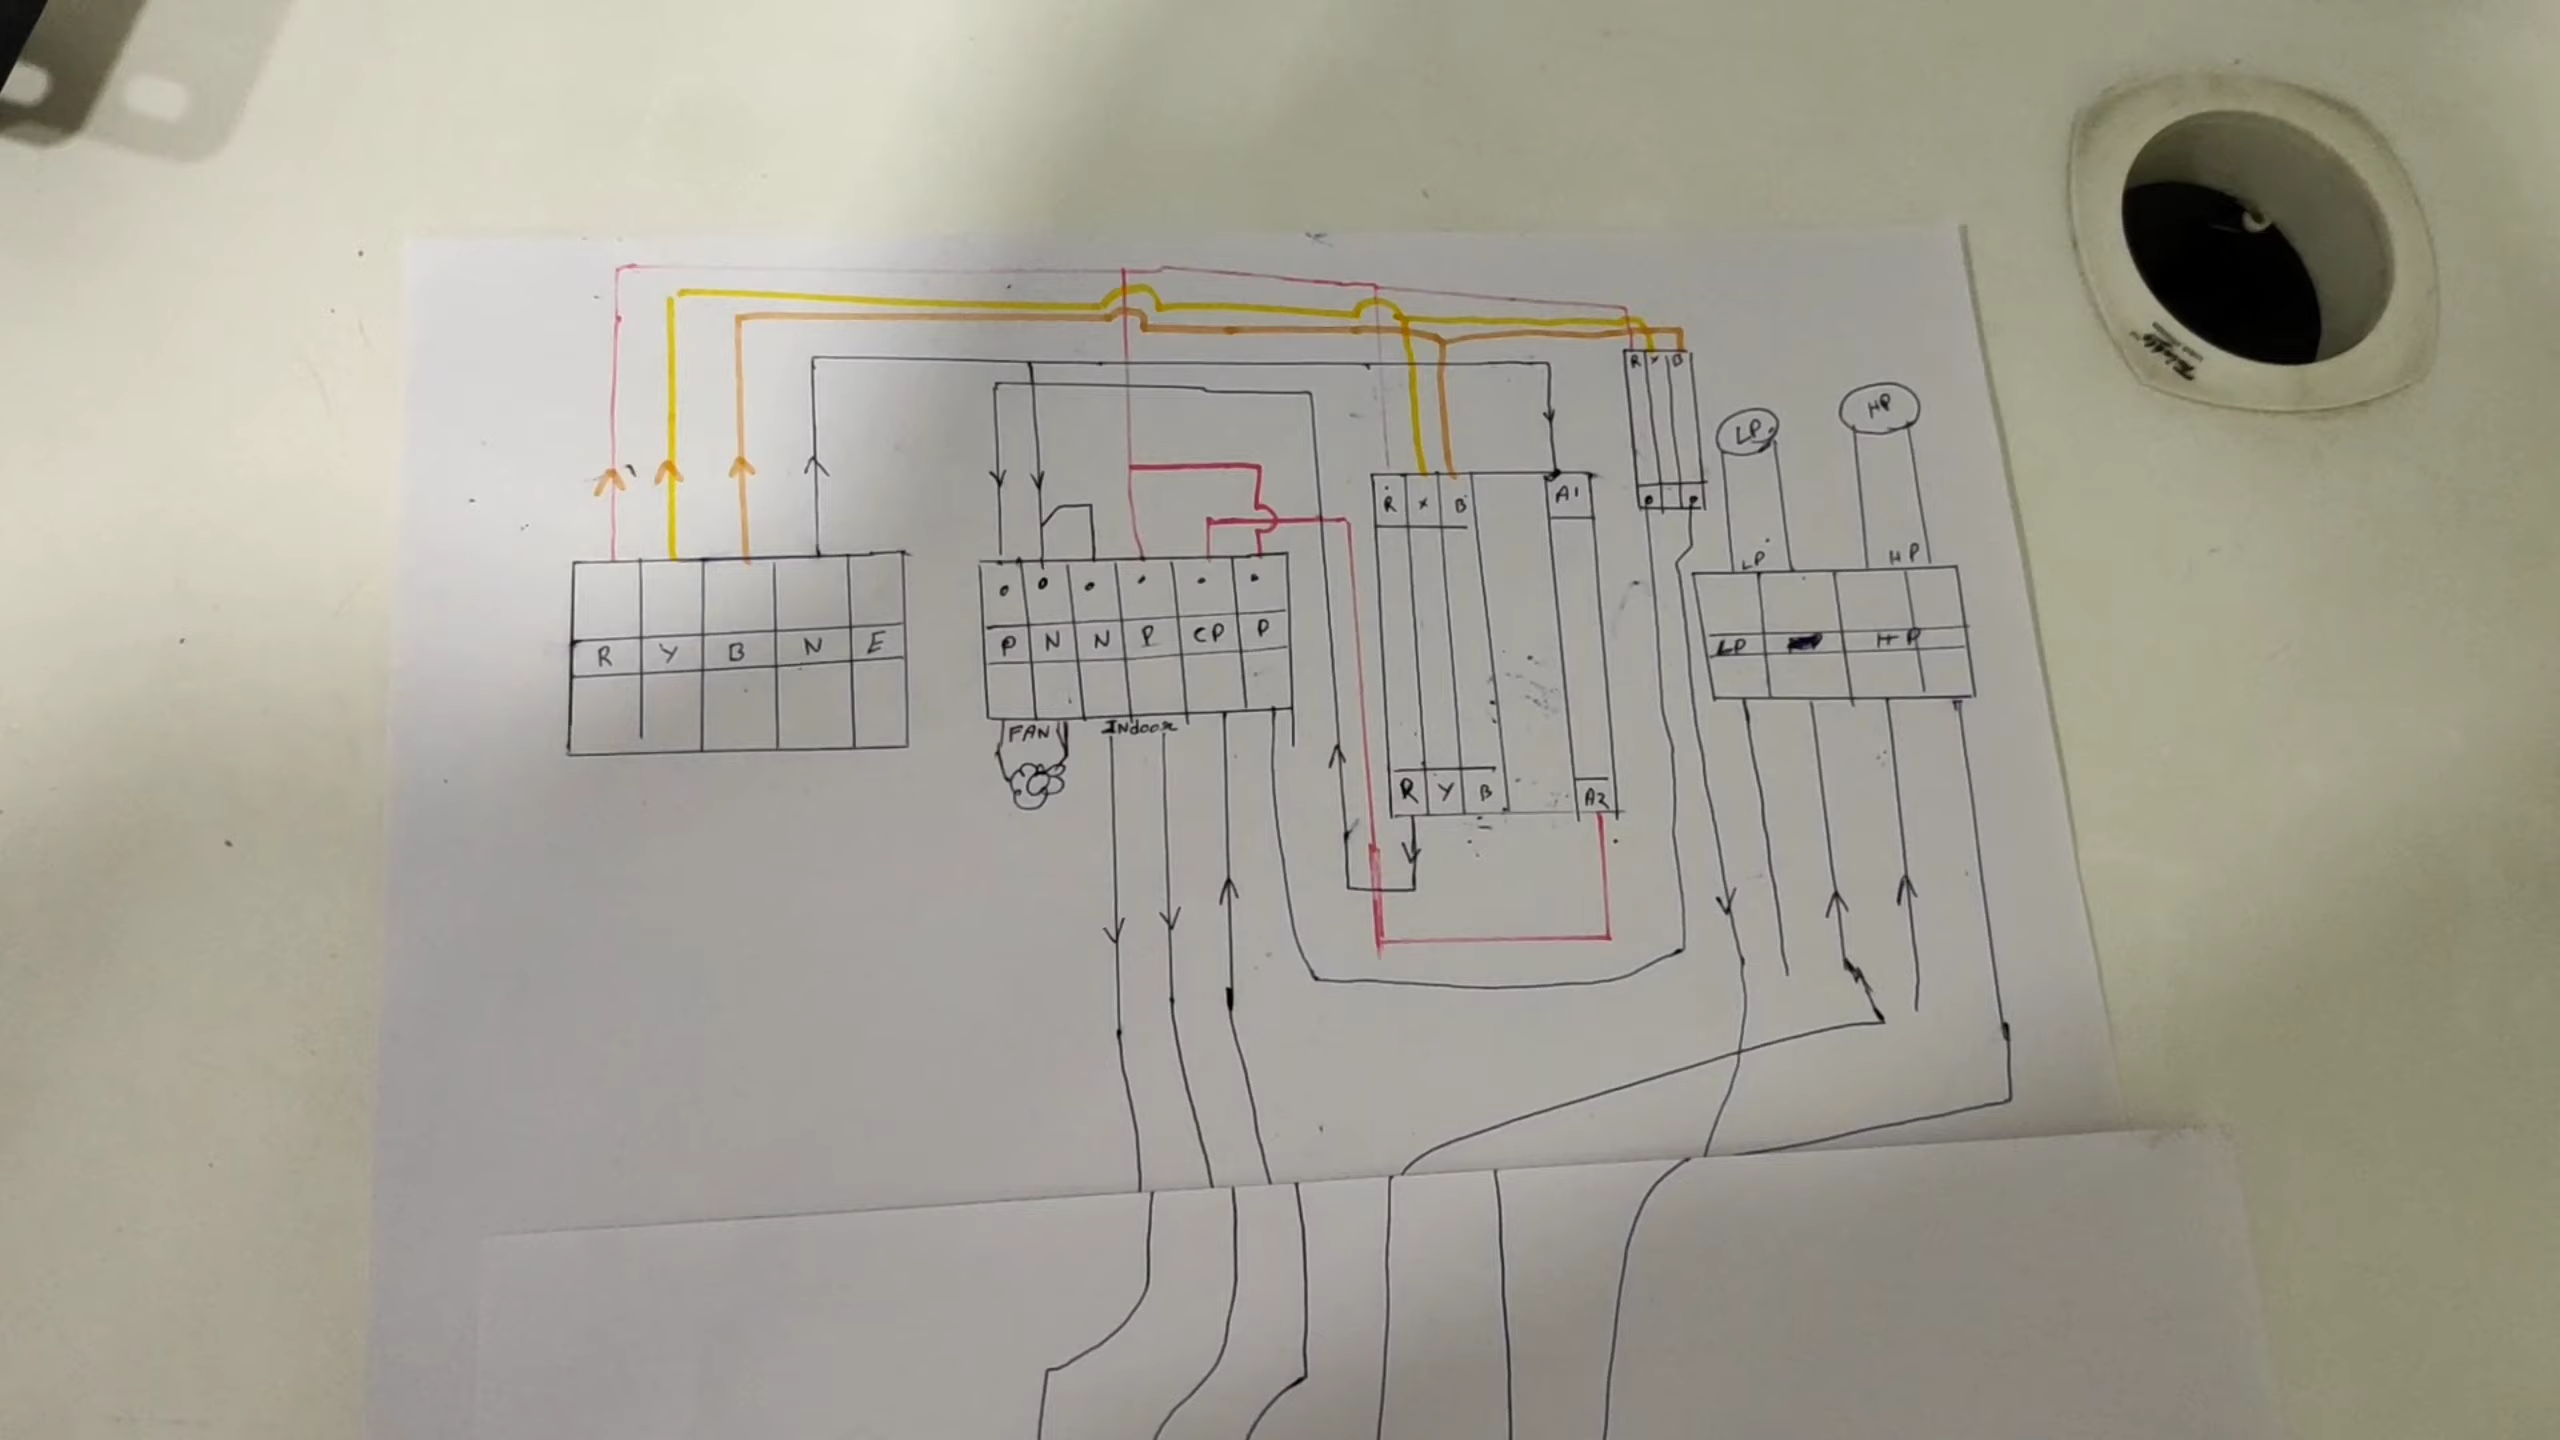 R Y B
LP
HP
LP HP
R Y B A1
R Y B N E
P N N P CP P
LP HP
FAN INdoor
R Y B A2